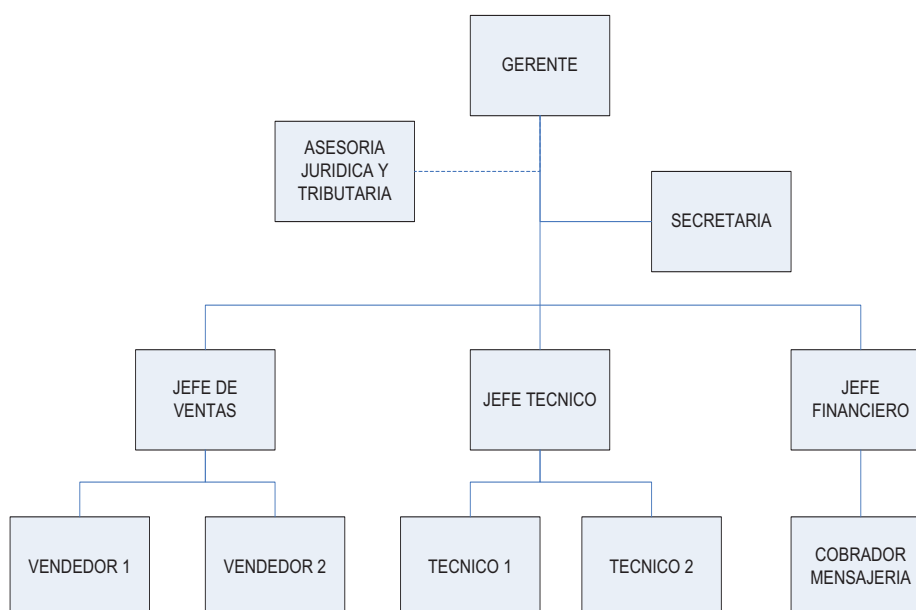 GERENTE
ASESORIA
JURIDICA Y
TRIBUTARIA
SECRETARIA
JEFE DE
VENTAS
JEFE TECNICO
JEFE
FINANCIERO
VENDEDOR 1
VENDEDOR 2
TECNICO 1
TECNICO 2
COBRADOR
MENSAJERIA